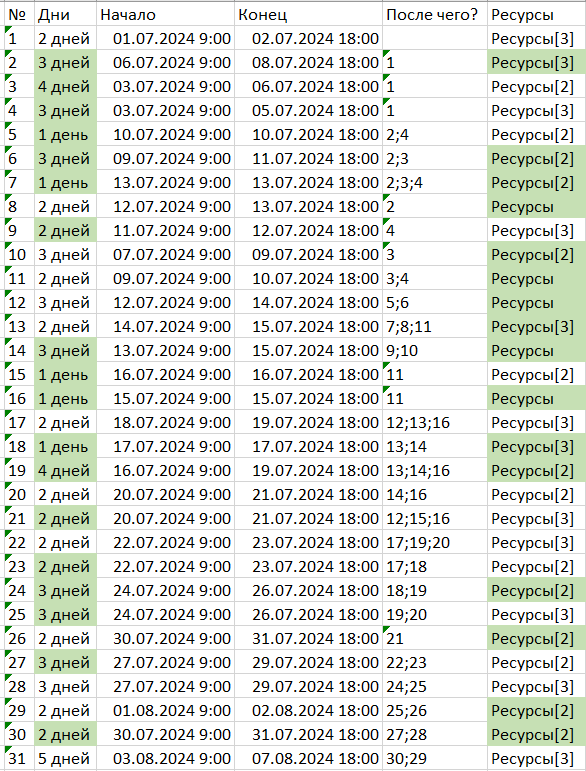 № Дни Начало Конец После чего? Ресурсы
1 2 дней 01.07.2024 9:00 02.07.2024 18:00 Ресурсы[3]
2 3 дней 06.07.2024 9:00 08.07.2024 18:00 1 Ресурсы[3]
3 4 дней 03.07.2024 9:00 06.07.2024 18:00 1 Ресурсы[2]
4 3 дней 03.07.2024 9:00 05.07.2024 18:00 1 Ресурсы[3]
5 1 день 10.07.2024 9:00 10.07.2024 18:00 2;4 Ресурсы[2]
6 3 дней 09.07.2024 9:00 11.07.2024 18:00 2;3 Ресурсы[2]
7 1 день 13.07.2024 9:00 13.07.2024 18:00 2;3;4 Ресурсы[2]
8 2 дней 12.07.2024 9:00 13.07.2024 18:00 2 Ресурсы
9 2 дней 11.07.2024 9:00 12.07.2024 18:00 4 Ресурсы[3]
10 3 дней 07.07.2024 9:00 09.07.2024 18:00 3 Ресурсы[2]
11 2 дней 09.07.2024 9:00 10.07.2024 18:00 3;4 Ресурсы
12 3 дней 12.07.2024 9:00 14.07.2024 18:00 5;6 Ресурсы
13 2 дней 14.07.2024 9:00 15.07.2024 18:00 7;8;11 Ресурсы[3]
14 3 дней 13.07.2024 9:00 15.07.2024 18:00 9;10 Ресурсы
15 1 день 16.07.2024 9:00 16.07.2024 18:00 11 Ресурсы[2]
16 1 день 15.07.2024 9:00 15.07.2024 18:00 11 Ресурсы
17 2 дней 18.07.2024 9:00 19.07.2024 18:00 12;13;16 Ресурсы[3]
18 1 день 17.07.2024 9:00 17.07.2024 18:00 13;14 Ресурсы[3]
19 4 дней 16.07.2024 9:00 19.07.2024 18:00 13;14;16 Ресурсы[2]
20 2 дней 20.07.2024 9:00 21.07.2024 18:00 14;16 Ресурсы[2]
21 2 дней 20.07.2024 9:00 21.07.2024 18:00 12;15;16 Ресурсы[3]
22 2 дней 22.07.2024 9:00 23.07.2024 18:00 17;19;20 Ресурсы[3]
23 2 дней 22.07.2024 9:00 23.07.2024 18:00 17;18 Ресурсы[2]
24 3 дней 24.07.2024 9:00 26.07.2024 18:00 18;19 Ресурсы[2]
25 3 дней 24.07.2024 9:00 26.07.2024 18:00 19;20 Ресурсы[3]
26 2 дней 30.07.2024 9:00 31.07.2024 18:00 21 Ресурсы[2]
27 3 дней 27.07.2024 9:00 29.07.2024 18:00 22;23 Ресурсы[2]
28 3 дней 27.07.2024 9:00 29.07.2024 18:00 24;25 Ресурсы[3]
29 2 дней 01.08.2024 9:00 02.08.2024 18:00 25;26 Ресурсы[2]
30 2 дней 30.07.2024 9:00 31.07.2024 18:00 27;28 Ресурсы[2]
31 5 дней 03.08.2024 9:00 07.08.2024 18:00 30;29 Ресурсы[3]